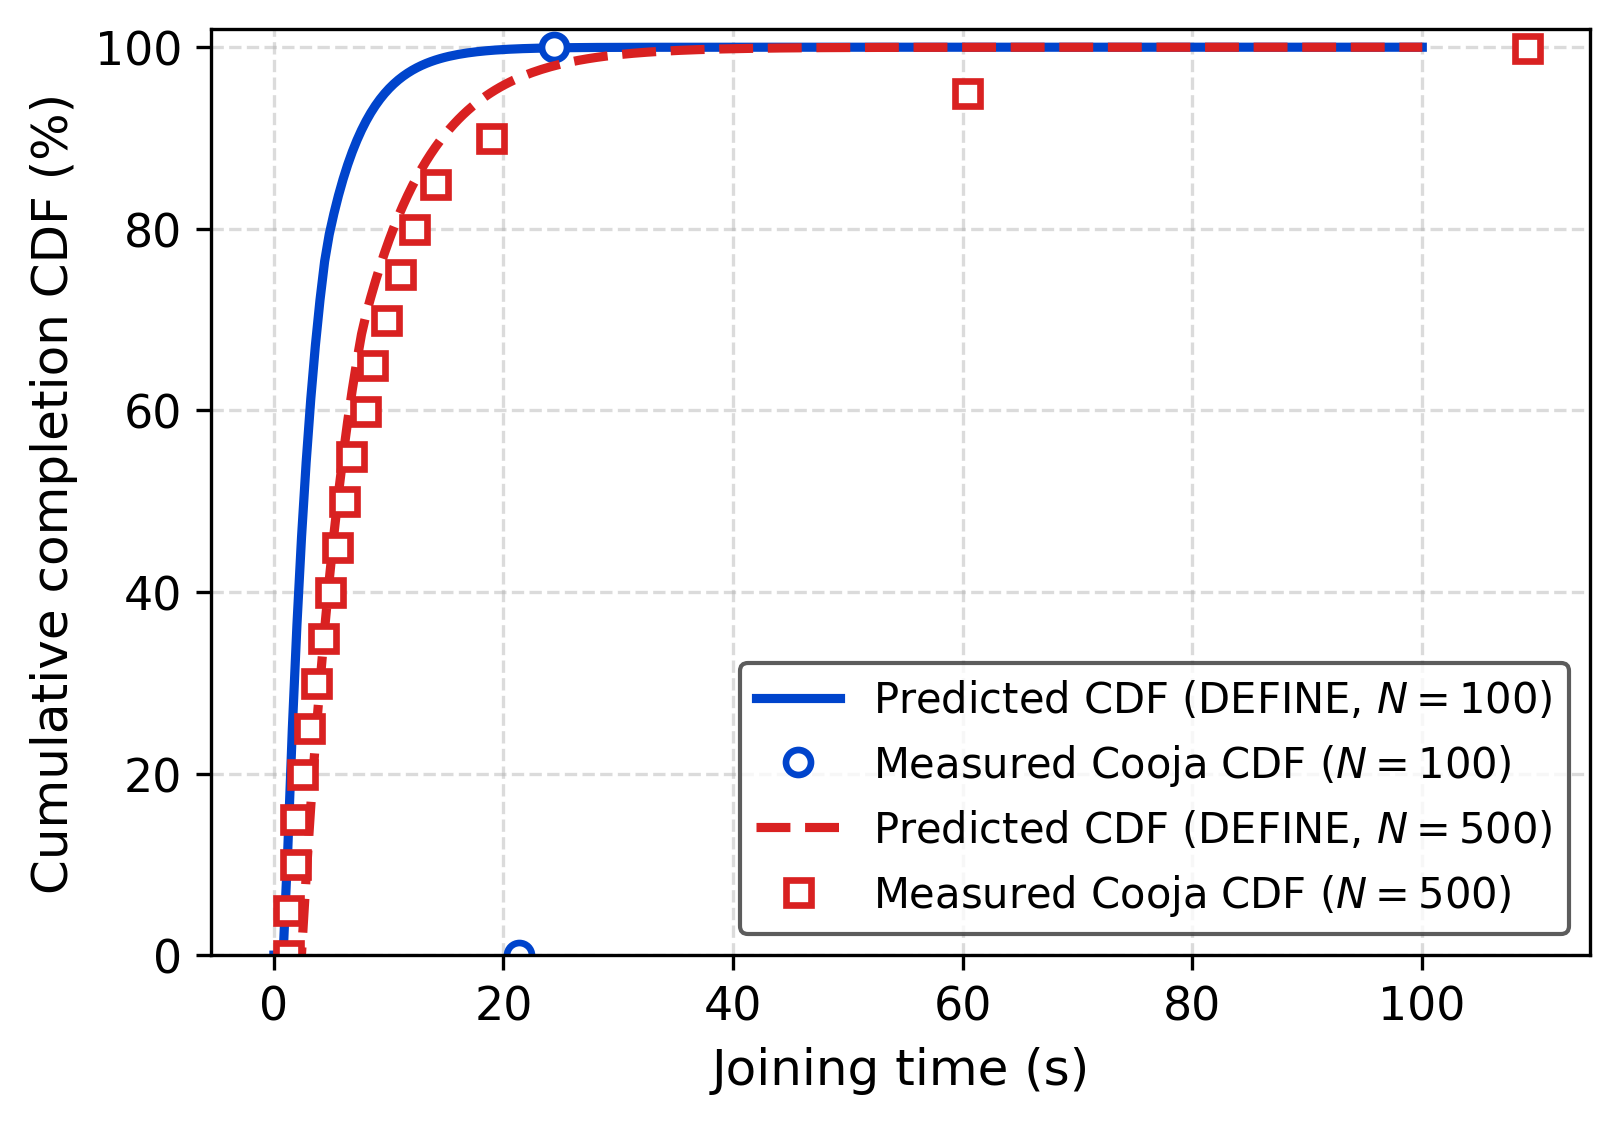 Cumulative completion CDF (%)
100
80
60
40
20
0
0 20 40 60 80 100
Joining time (s)
Predicted CDF (DEFINE, N = 100)
Measured Cooja CDF (N = 100)
Predicted CDF (DEFINE, N = 500)
Measured Cooja CDF (N = 500)